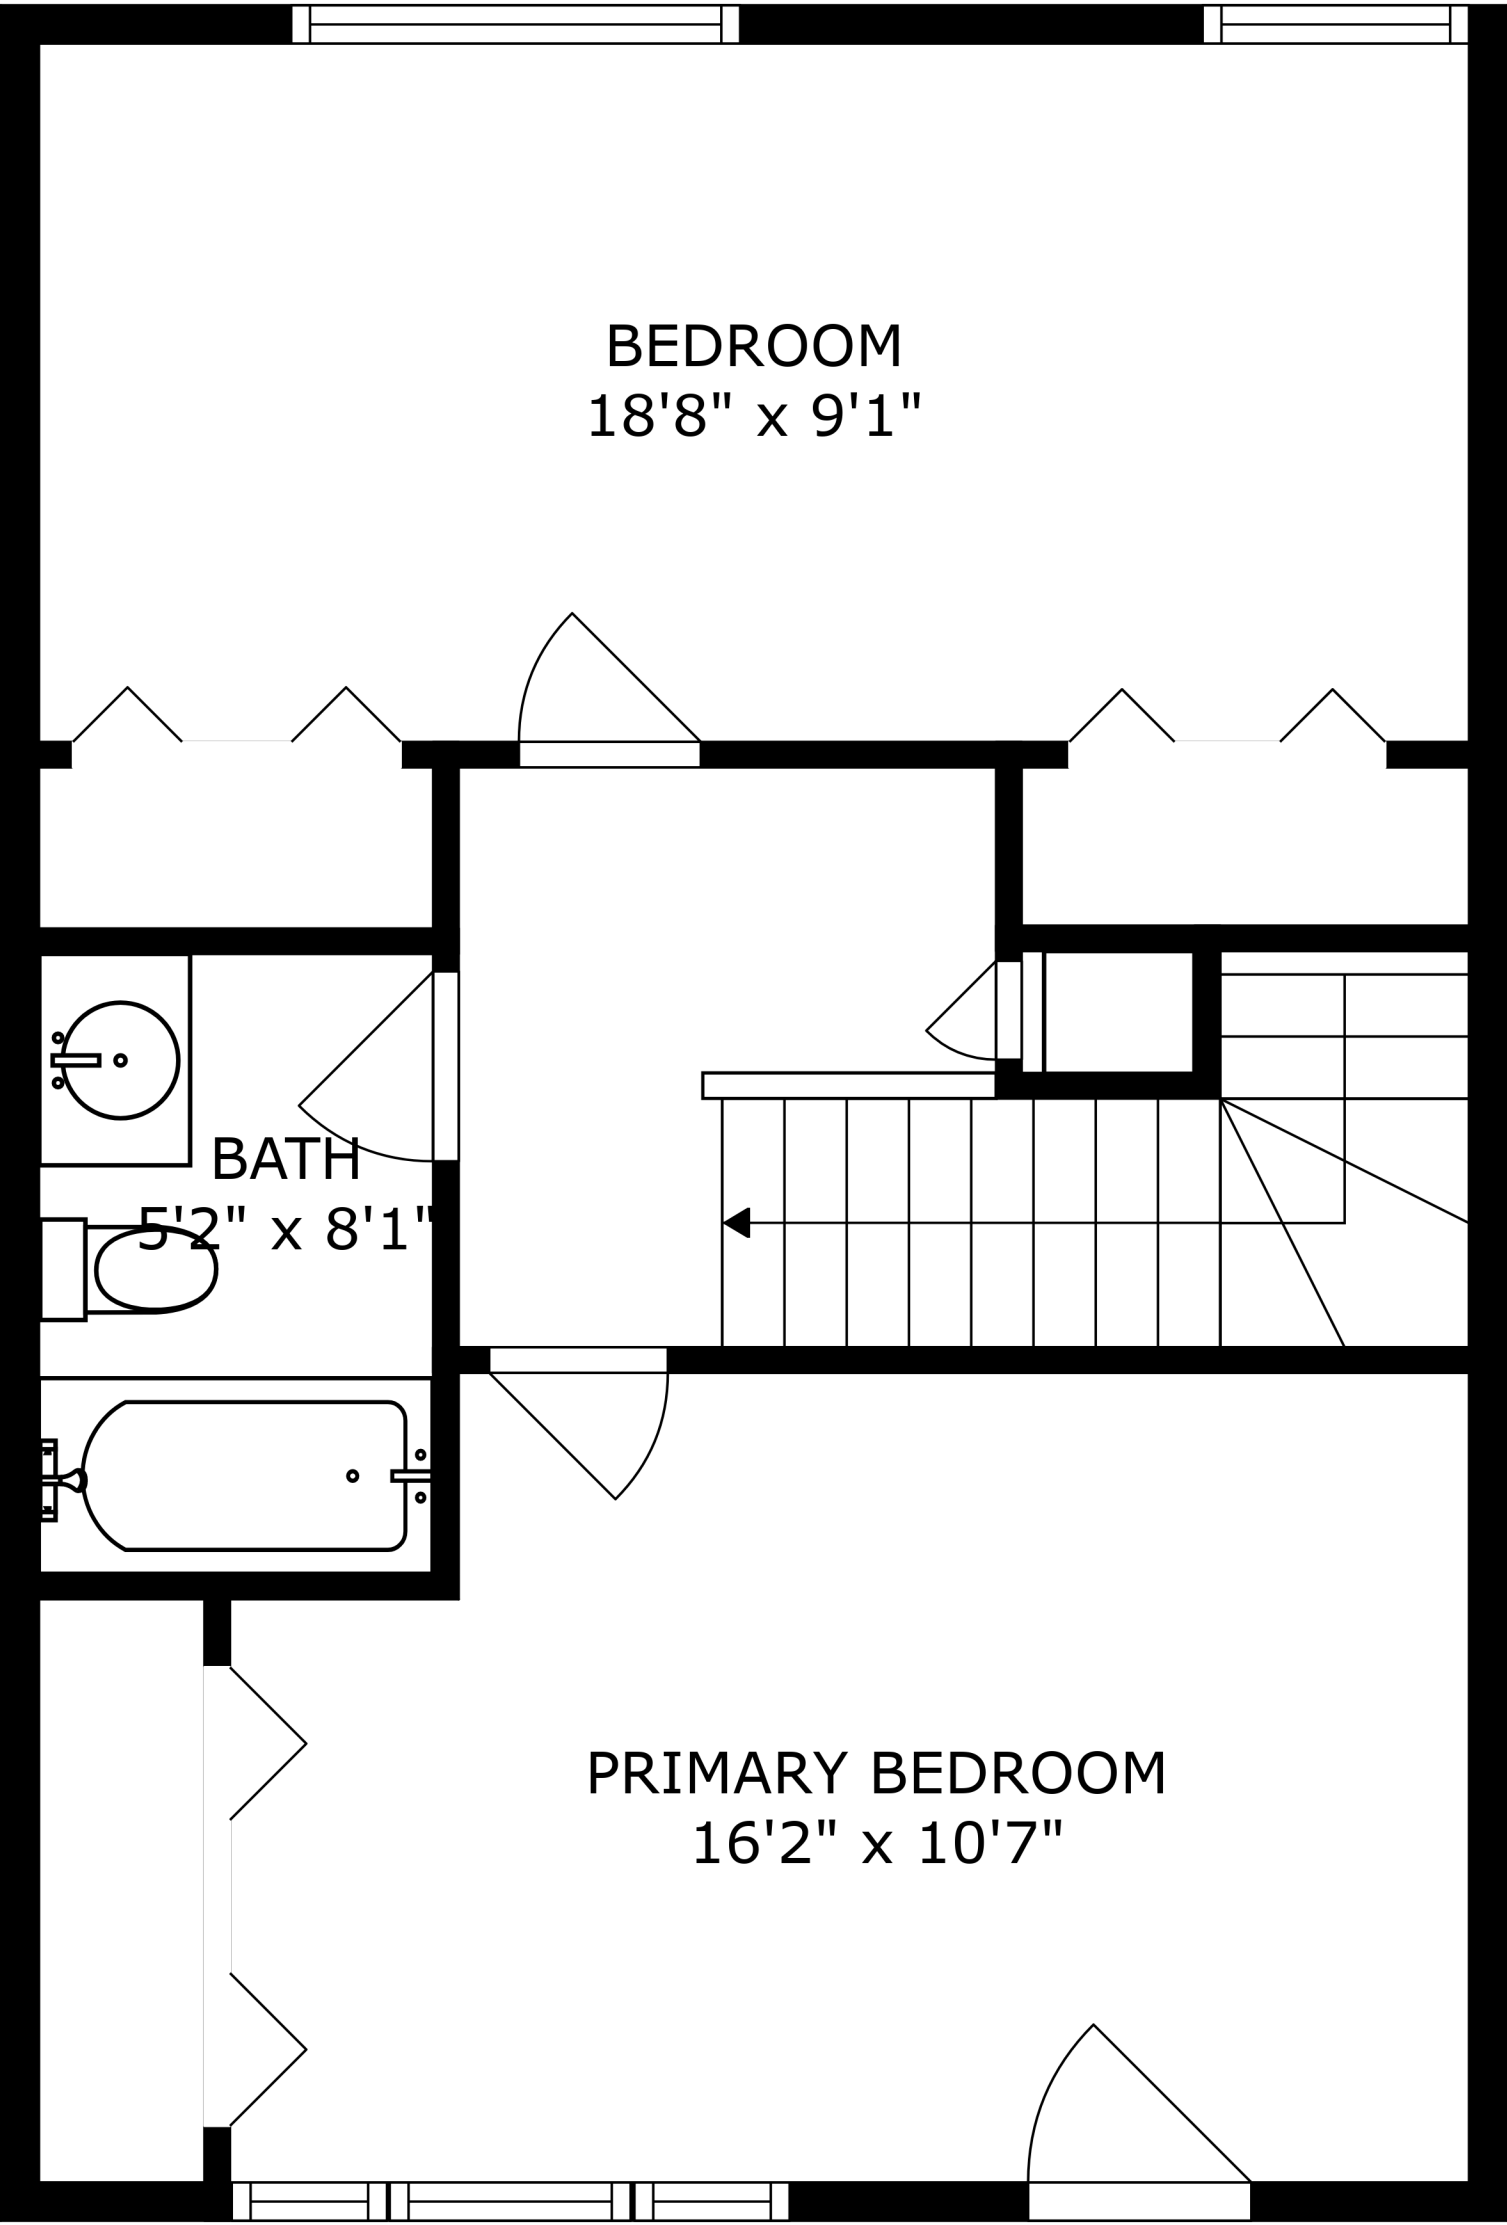 BEDROOM
18'8" x 9'1"
BATH
5'2" x 8'1"
PRIMARY BEDROOM
16'2" x 10'7"